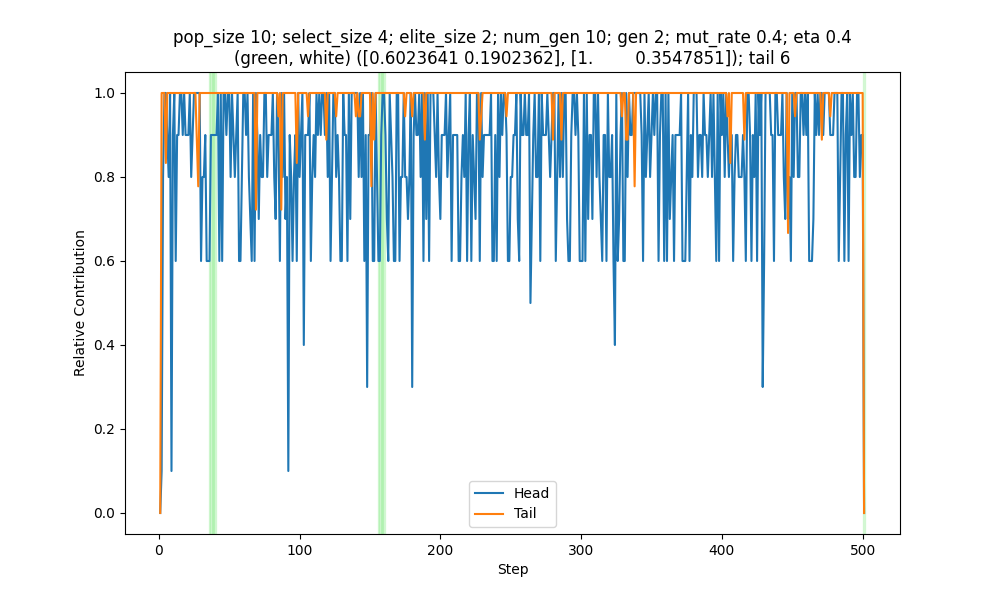 pop_size 10; select_size 4; elite_size 2; num_gen 10; gen 2; mut_rate 0.4; eta 0.4
(green, white) ([0.6023641 0.1902362], [1.        0.3547851]); tail 6
1.0
0.8
0.6
0.4
0.2
0.0
Relative Contribution
Head
Tail
0
100
200
300
400
500
Step